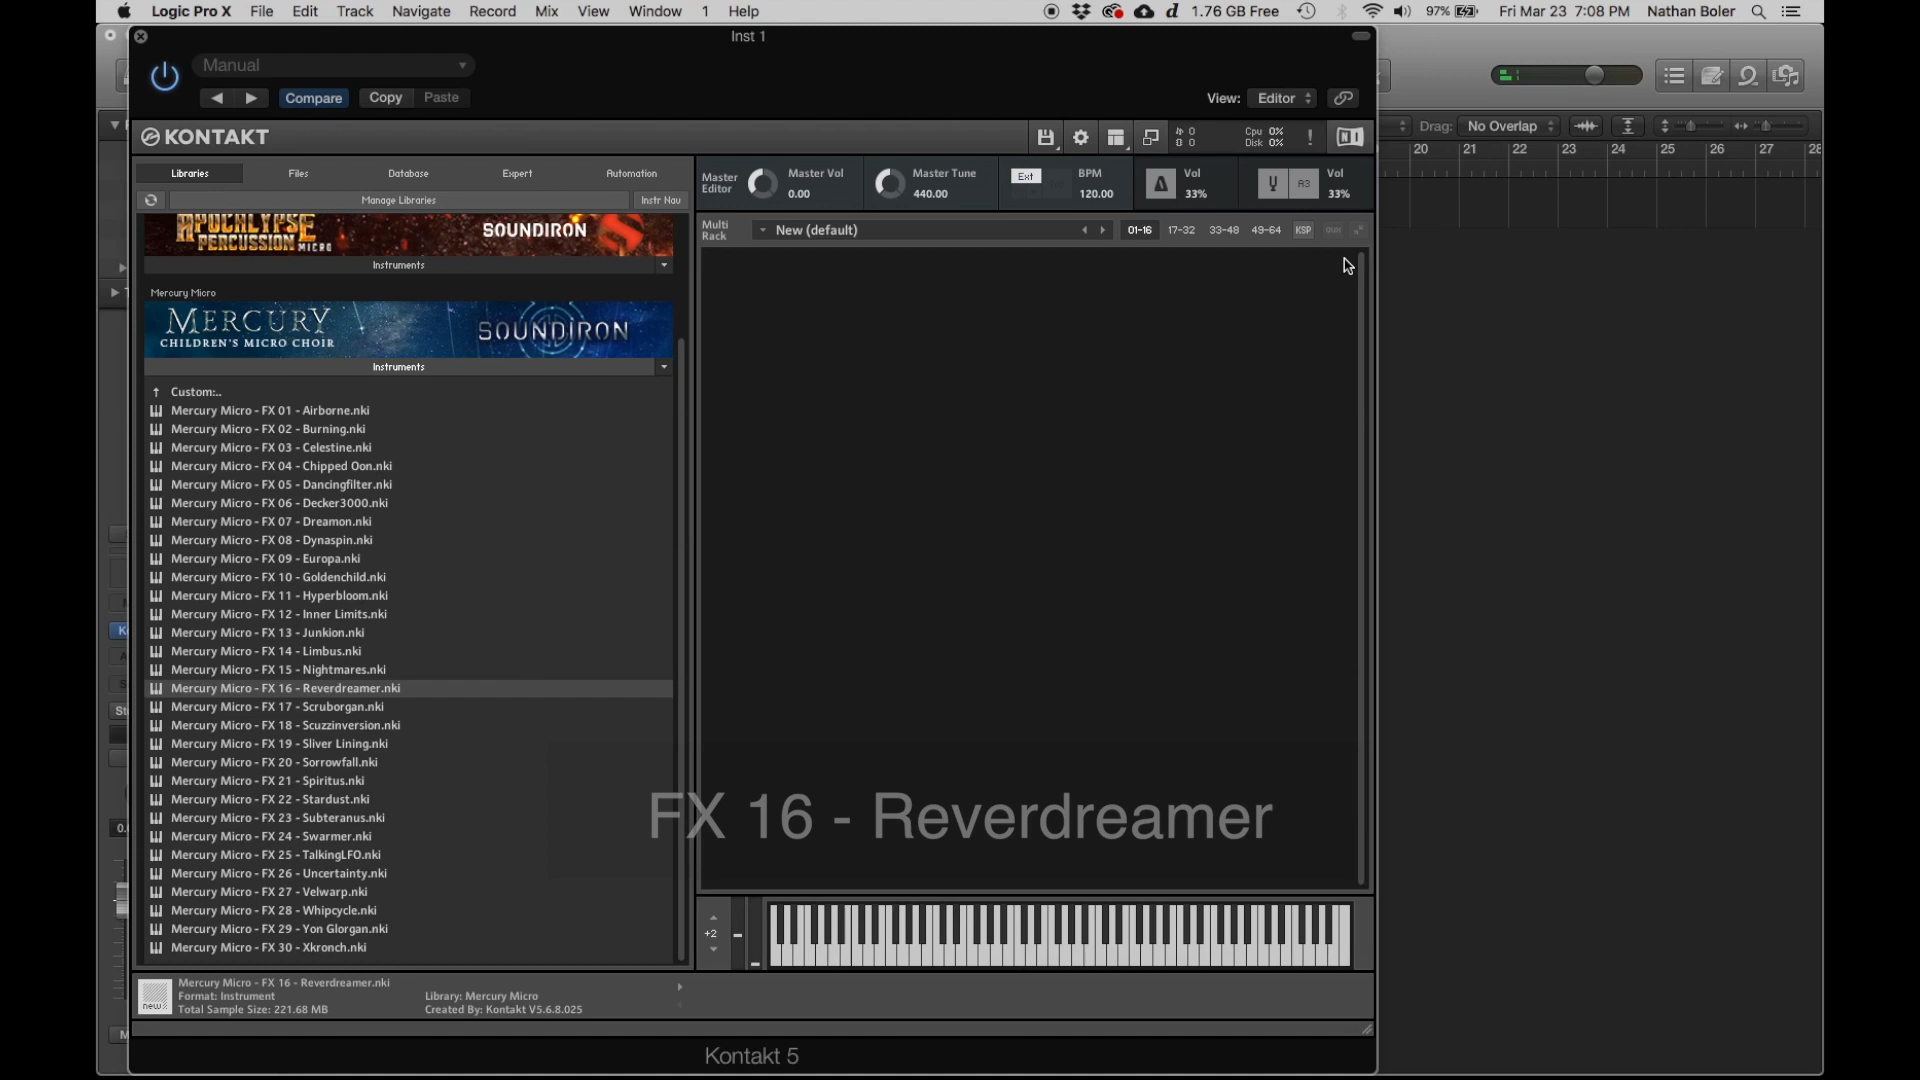 Logic Pro X File Edit Track Navigate Record Mix View Window 1 Help
d 1.76 GB Free 97% Fri Mar 23 7:08 PM Nathan Boler
Inst 1
Manual
Compare Copy Paste
View: Editor
KONTAKT
0
0 0
Cpu 0%
Disk 0%
!
NI
Drag: No Overlap
20 21 22 23 24 25 26 27 28
Libraries Files Database Expert Automation
Manage Libraries Instr Nav
Master
Editor
Master Vol
0.00
Master Tune
440.00
Ext
BPM
120.00
Vol
33%
A3
Vol
33%
Multi
Rack
New (default)
01-16 17-32 33-48 49-64 KSP
APOCALYPSE
PERCUSSION MICRO
SOUNDIRON
Instruments
Mercury Micro
MERCURY
CHILDREN'S MICRO CHOIR
SOUNDIRON
Instruments
Custom:..
Mercury Micro - FX 01 - Airborne.nki
Mercury Micro - FX 02 - Burning.nki
Mercury Micro - FX 03 - Celestine.nki
Mercury Micro - FX 04 - Chipped Oon.nki
Mercury Micro - FX 05 - Dancingfilter.nki
Mercury Micro - FX 06 - Decker3000.nki
Mercury Micro - FX 07 - Dreamon.nki
Mercury Micro - FX 08 - Dynaspin.nki
Mercury Micro - FX 09 - Europa.nki
Mercury Micro - FX 10 - Goldenchild.nki
Mercury Micro - FX 11 - Hyperbloom.nki
Mercury Micro - FX 12 - Inner Limits.nki
Mercury Micro - FX 13 - Junkion.nki
Mercury Micro - FX 14 - Limbus.nki
Mercury Micro - FX 15 - Nightmares.nki
Mercury Micro - FX 16 - Reverdreamer.nki
Mercury Micro - FX 17 - Scruborgan.nki
Mercury Micro - FX 18 - Scuzzinversion.nki
Mercury Micro - FX 19 - Sliver Lining.nki
Mercury Micro - FX 20 - Sorrowfall.nki
Mercury Micro - FX 21 - Spiritus.nki
Mercury Micro - FX 22 - Stardust.nki
Mercury Micro - FX 23 - Subteranus.nki
Mercury Micro - FX 24 - Swarmer.nki
Mercury Micro - FX 25 - TalkingLFO.nki
Mercury Micro - FX 26 - Uncertainty.nki
Mercury Micro - FX 27 - Velwarp.nki
Mercury Micro - FX 28 - Whipcycle.nki
Mercury Micro - FX 29 - Yon Glorgan.nki
Mercury Micro - FX 30 - Xkronch.nki
FX 16 - Reverdreamer
+2
new
Mercury Micro - FX 16 - Reverdreamer.nki
Format: Instrument
Total Sample Size: 221.68 MB
Library: Mercury Micro
Created By: Kontakt V5.6.8.025
Kontakt 5